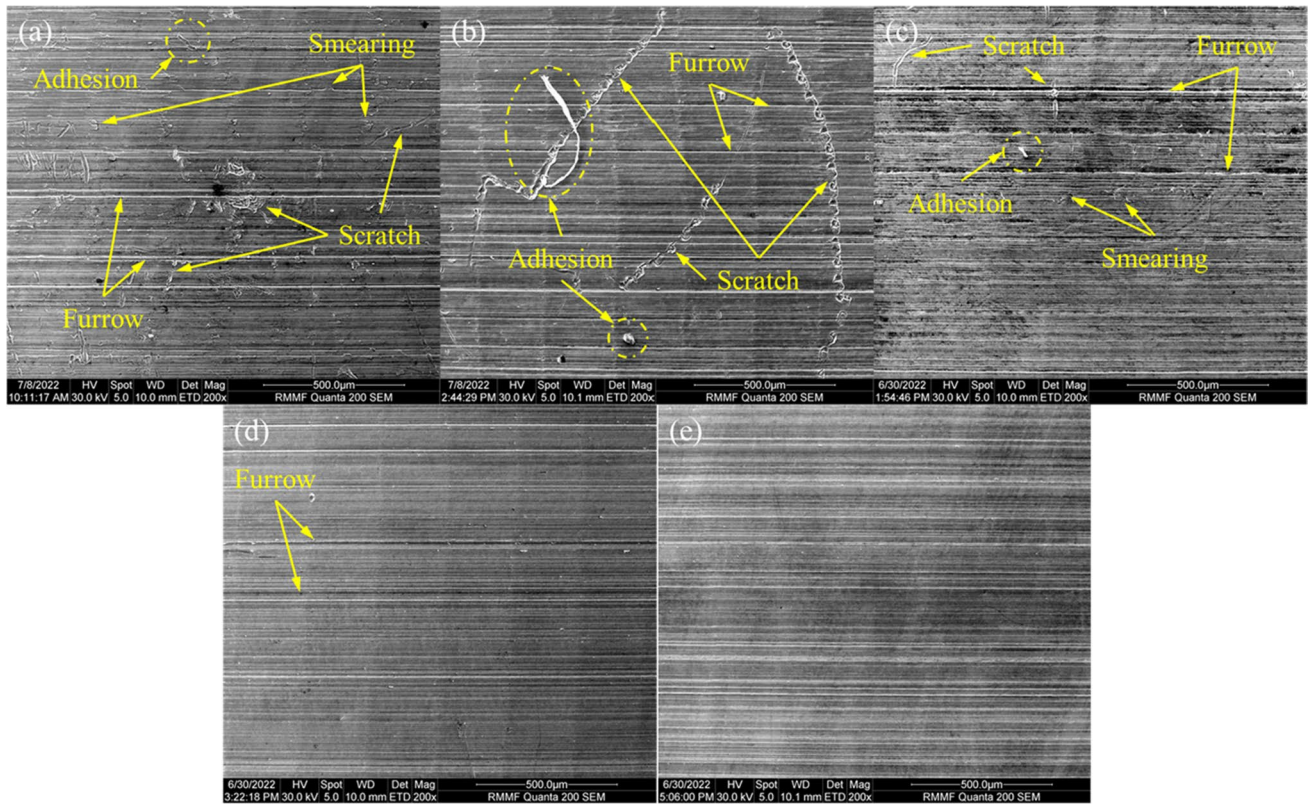 (a)
Smearing
Adhesion
Scratch
Furrow
7/8/2022 HV Spot WD Det Mag 500.0μm
10:11:17 AM 30.0 kV 5.0 10.0 mm ETD 200x RMMF Quanta 200 SEM
(b)
Furrow
Adhesion
Scratch
7/8/2022 HV Spot WD Det Mag 500.0μm
2:44:29 PM 30.0 kV 5.0 10.1 mm ETD 200x RMMF Quanta 200 SEM
(c)
Scratch
Furrow
Adhesion
Smearing
6/30/2022 HV Spot WD Det Mag 500.0μm
1:54:46 PM 30.0 kV 5.0 10.0 mm ETD 200x RMMF Quanta 200 SEM
(d)
Furrow
6/30/2022 HV Spot WD Det Mag 500.0μm
3:22:18 PM 30.0 kV 5.0 10.0 mm ETD 200x RMMF Quanta 200 SEM
(e)
6/30/2022 HV Spot WD Det Mag 500.0μm
5:06:00 PM 30.0 kV 5.0 10.1 mm ETD 200x RMMF Quanta 200 SEM